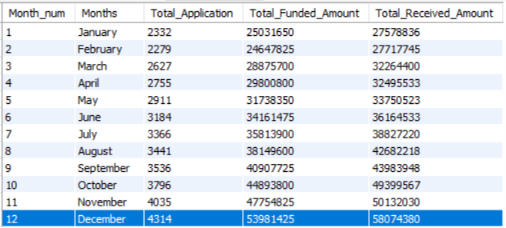 Month_num Months Total_Application Total_Funded_Amount Total_Received_Amount
1 January 2332 25031650 27578836
2 February 2279 24647825 27717745
3 March 2627 28875700 32264400
4 April 2755 29800800 32495533
5 May 2911 31738350 33750523
6 June 3184 34161475 36164533
7 July 3366 35813900 38827220
8 August 3441 38149600 42682218
9 September 3536 40907725 43983948
10 October 3796 44893800 49399567
11 November 4035 47754825 50132030
12 December 4314 53981425 58074380